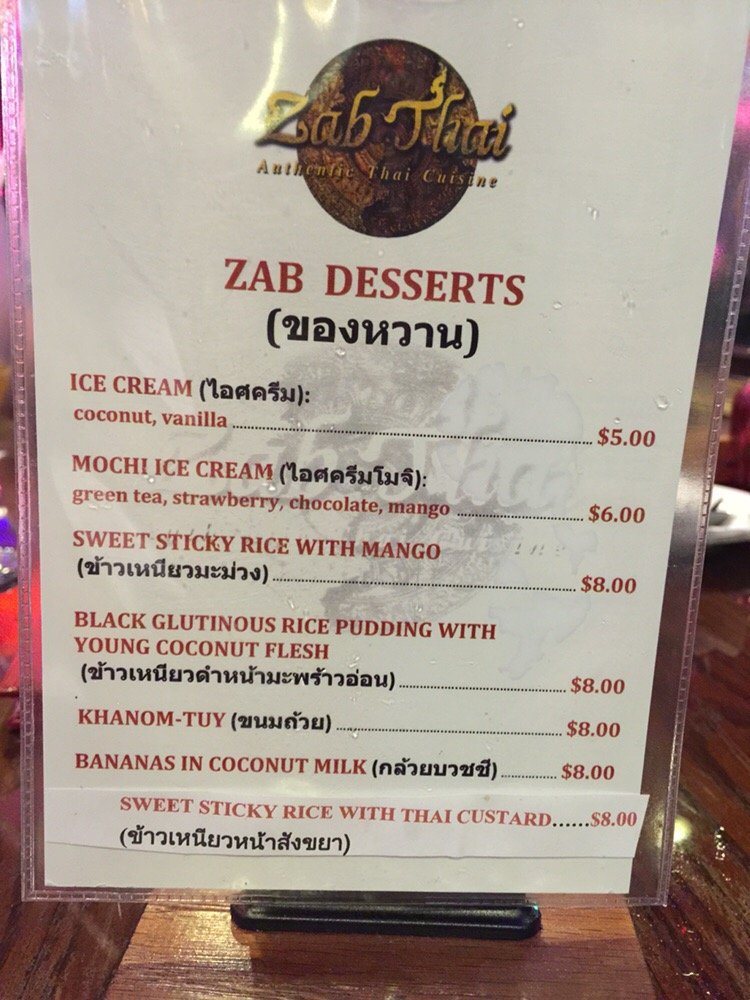 Zab Thai
Authentic Thai Cuisine
ZAB DESSERTS
(ของหวาน)
ICE CREAM (ไอศครีม):
coconut, vanilla ........ $5.00
MOCHI ICE CREAM (ไอศครีมโมจิ):
green tea, strawberry, chocolate, mango ........ $6.00
SWEET STICKY RICE WITH MANGO
(ข้าวเหนียวมะม่วง) ........ $8.00
BLACK GLUTINOUS RICE PUDDING WITH
YOUNG COCONUT FLESH
(ข้าวเหนียวดำหน้ามะพร้าวอ่อน) ........ $8.00
KHANOM-TUY (ขนมถ้วย) ........ $8.00
BANANAS IN COCONUT MILK (กล้วยบวชชี) ........ $8.00
SWEET STICKY RICE WITH THAI CUSTARD......$8.00
(ข้าวเหนียวหน้าสังขยา)